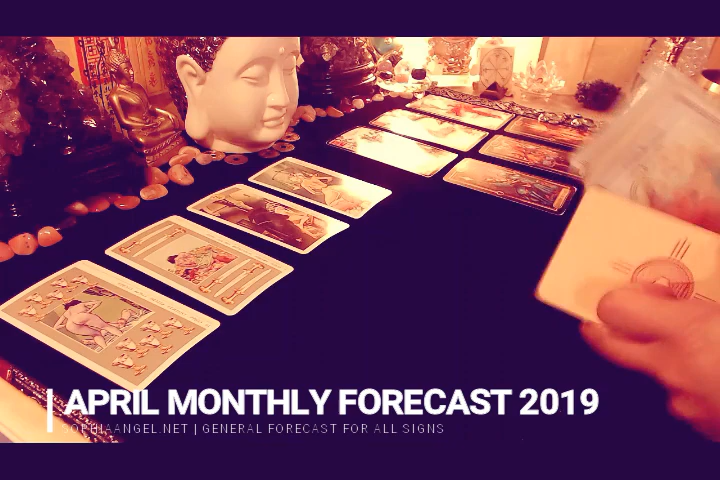 APRIL MONTHLY FORECAST 2019
SOPHIAANGEL.NET | GENERAL FORECAST FOR ALL SIGNS